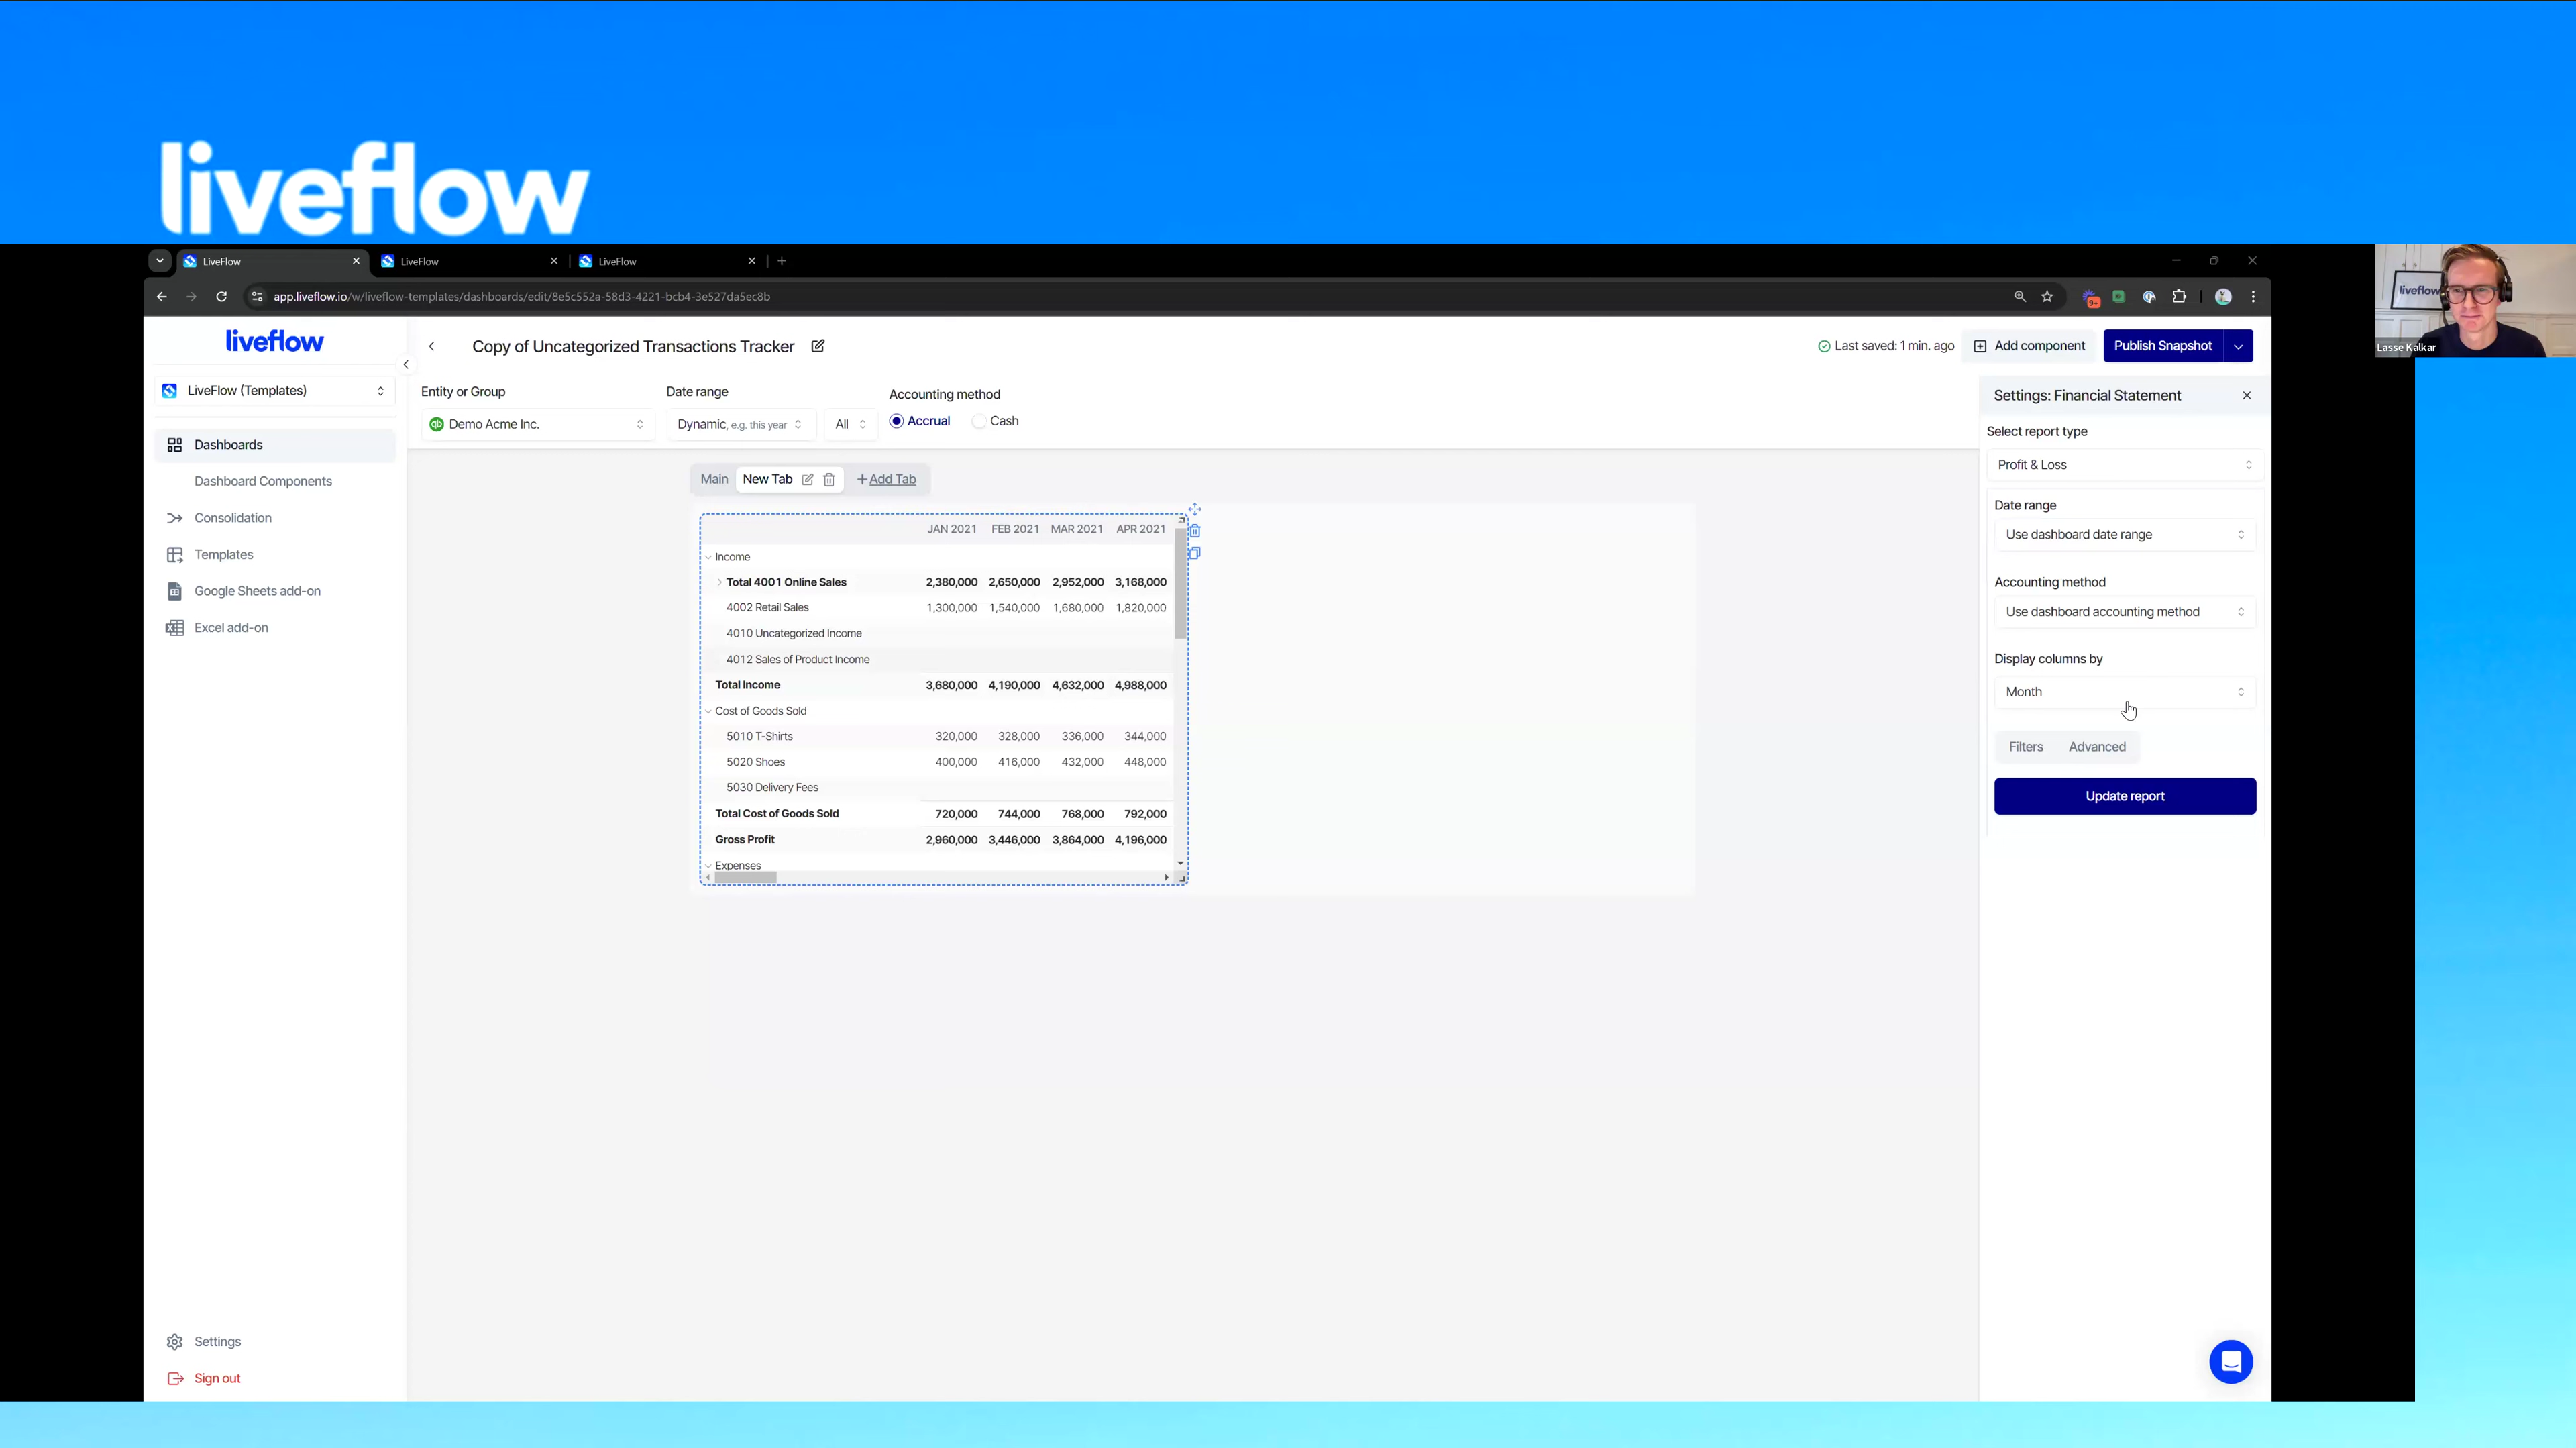 liveflow
LiveFlow
LiveFlow
LiveFlow
app.liveflow.io/w/liveflow-templates/dashboards/edit/8e5c552a-58d3-4221-bcb4-3e527da5ec8b
9+
liveflow
Lasse Kalkar
liveflow
LiveFlow (Templates)
Dashboards
Dashboard Components
Consolidation
Templates
Google Sheets add-on
Excel add-on
Settings
Sign out
Copy of Uncategorized Transactions Tracker
Last saved: 1 min. ago
Add component
Publish Snapshot
Entity or Group
qb Demo Acme Inc.
Date range
Dynamic, e.g. this year
All
Accounting method
Accrual
Cash
Main
New Tab
+ Add Tab
JAN 2021 FEB 2021 MAR 2021 APR 2021
Income
Total 4001 Online Sales 2,380,000 2,650,000 2,952,000 3,168,000
4002 Retail Sales 1,300,000 1,540,000 1,680,000 1,820,000
4010 Uncategorized Income
4012 Sales of Product Income
Total Income 3,680,000 4,190,000 4,632,000 4,988,000
Cost of Goods Sold
5010 T-Shirts 320,000 328,000 336,000 344,000
5020 Shoes 400,000 416,000 432,000 448,000
5030 Delivery Fees
Total Cost of Goods Sold 720,000 744,000 768,000 792,000
Gross Profit 2,960,000 3,446,000 3,864,000 4,196,000
Expenses
Settings: Financial Statement
Select report type
Profit & Loss
Date range
Use dashboard date range
Accounting method
Use dashboard accounting method
Display columns by
Month
Filters Advanced
Update report